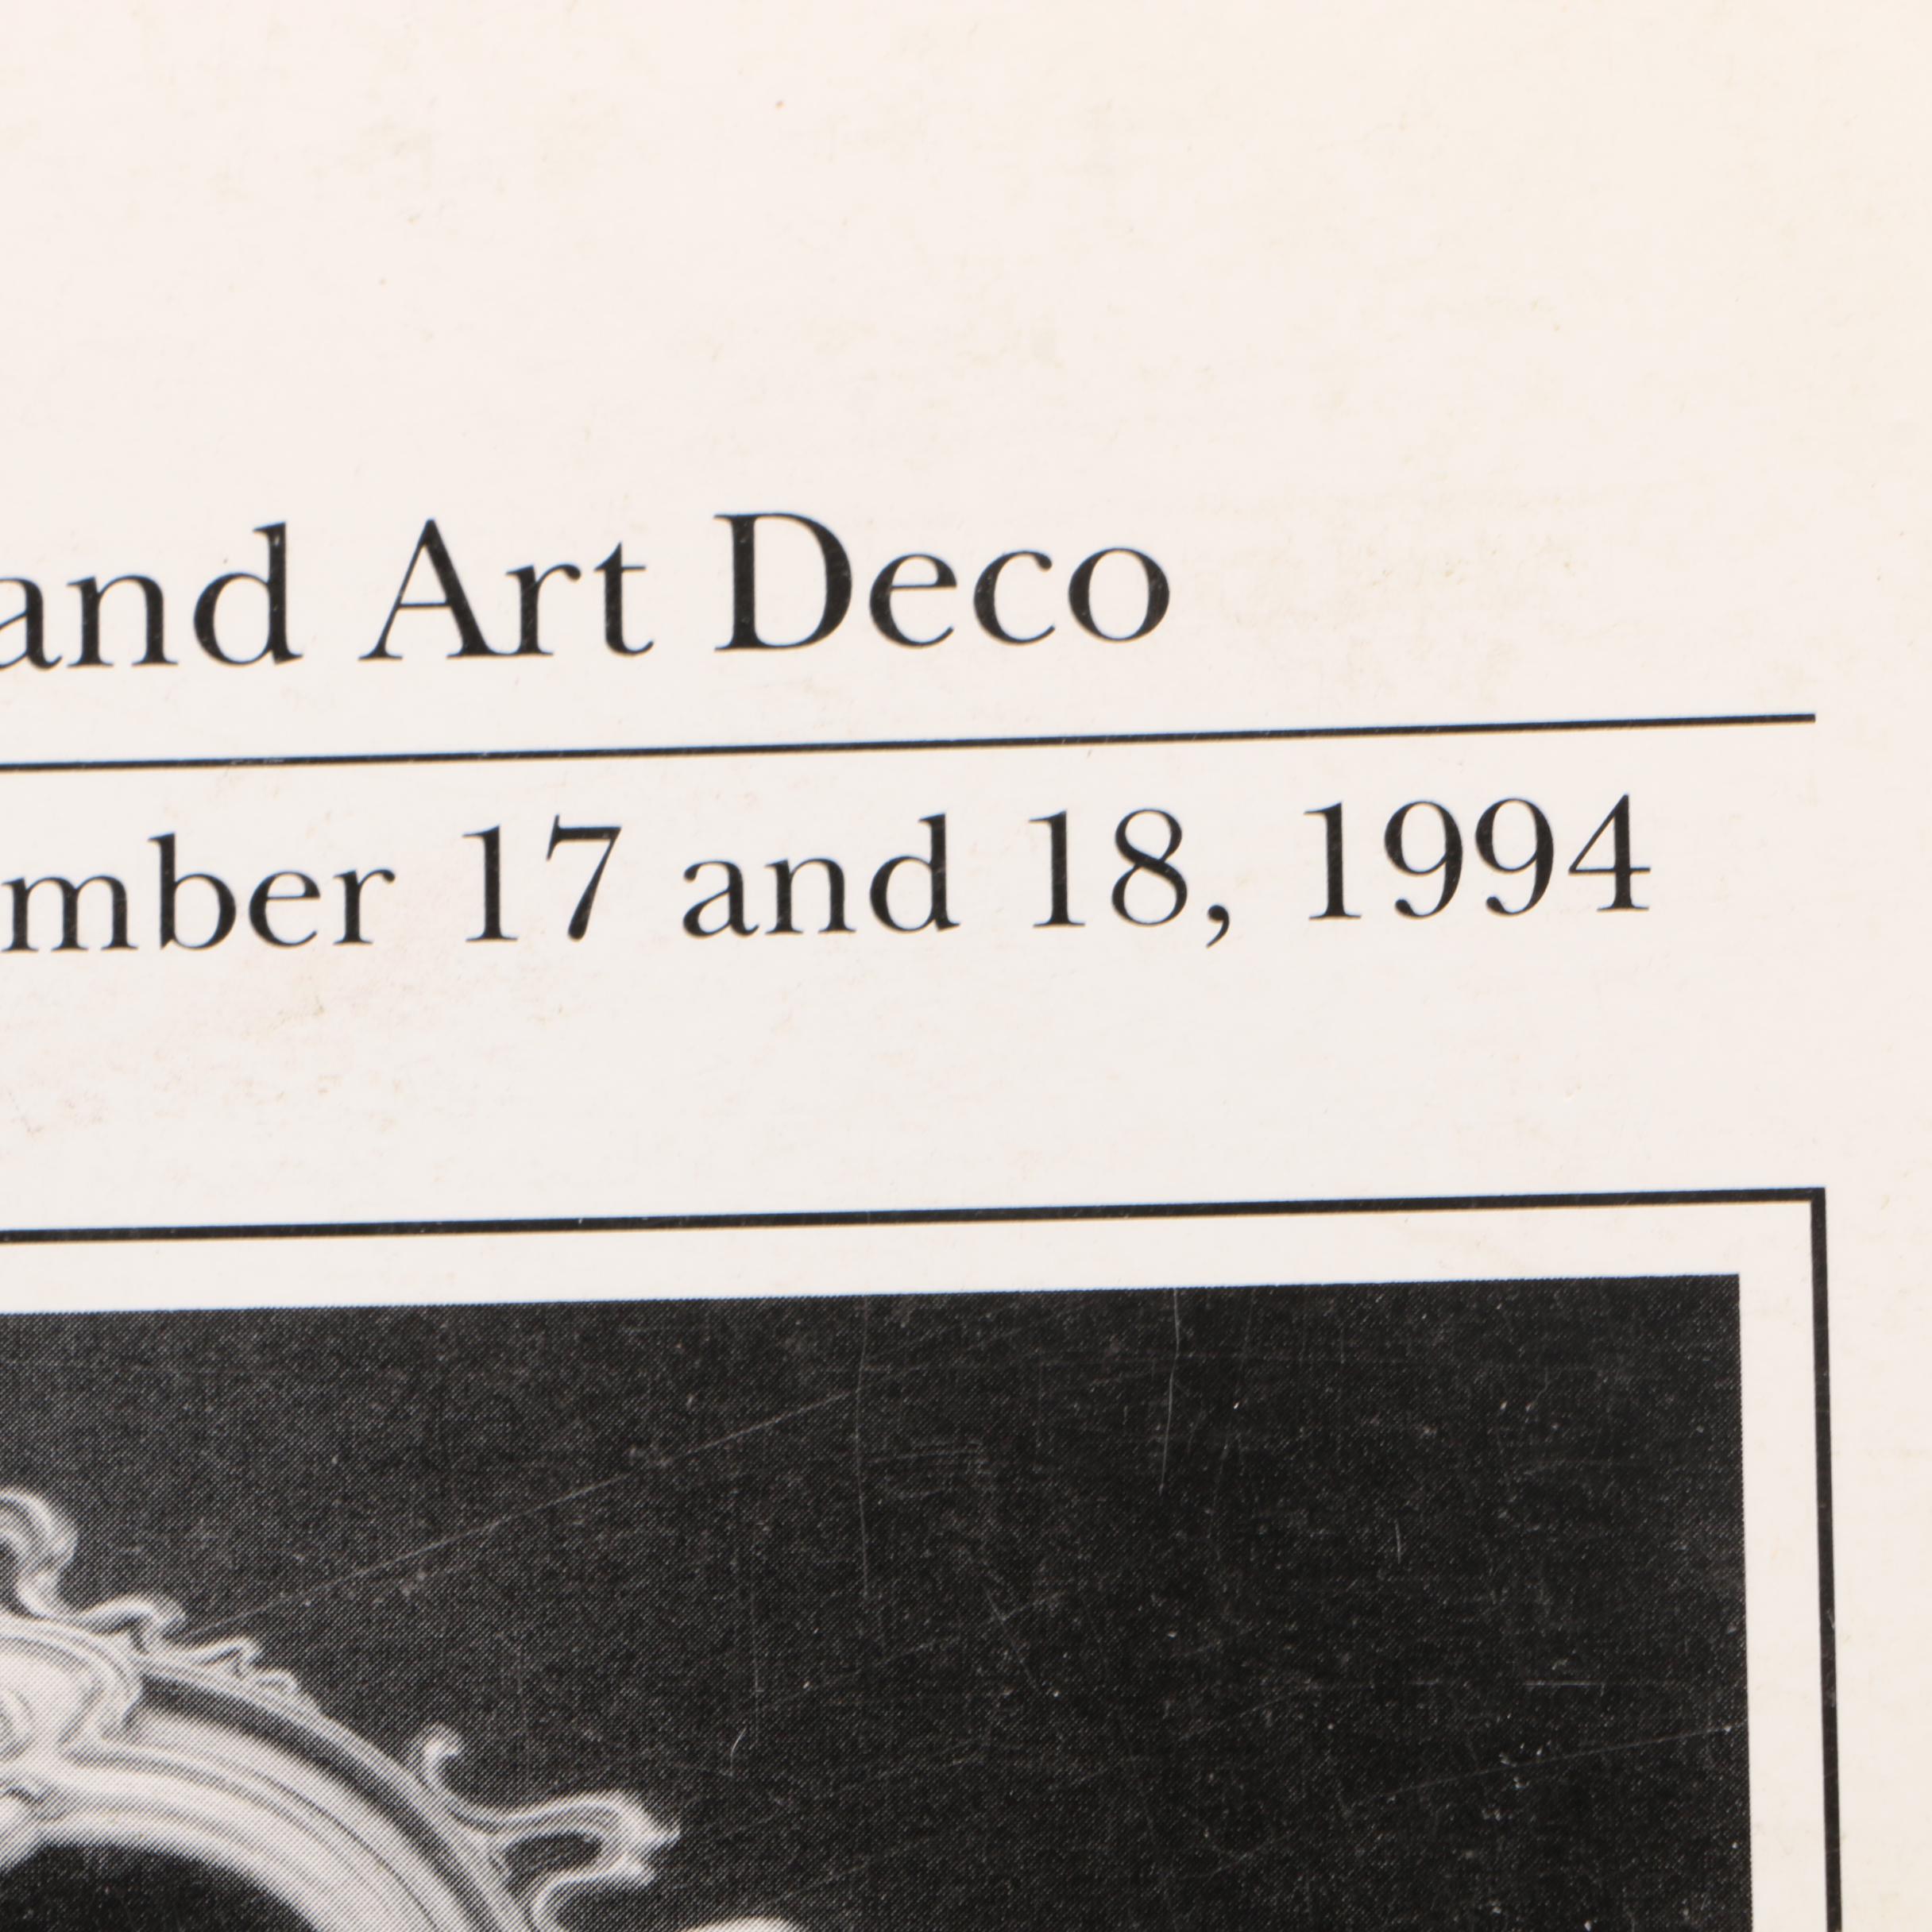 and Art Deco
mber 17 and 18, 1994